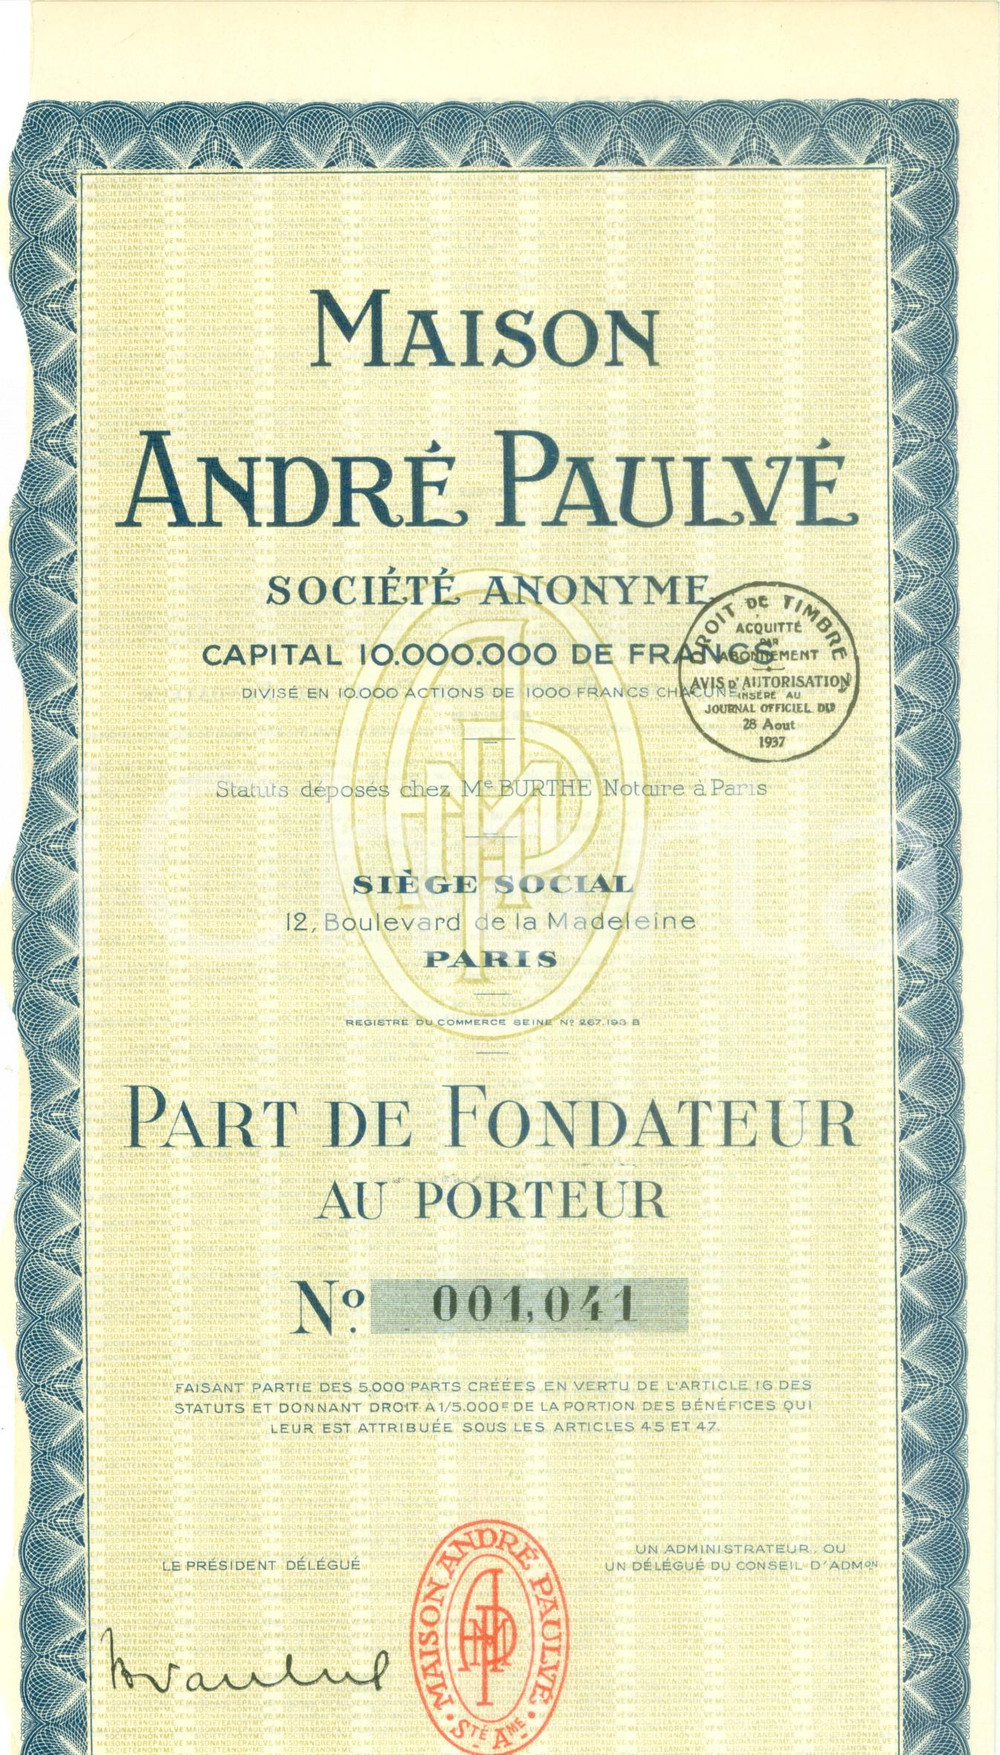 MAISON
ANDRÉ PAULVÉ
SOCIÉTÉ ANONYME
CAPITAL 10.000.000 DE FRANCS
DIVISÉ EN 10.000 ACTIONS DE 1000 FRANCS CHACUNE
DROIT DE TIMBRE
ACQUITTÉ
PAR
ABONNEMENT
AVIS D'AUTORISATION
INSÉRÉ AU
JOURNAL OFFICIEL DU
28 Aout
1937
Statuts déposés chez Me BURTHE Notaire à Paris
SIÈGE SOCIAL
12, Boulevard de la Madeleine
PARIS
REGISTRE DU COMMERCE SEINE No 267.193 B
PART DE FONDATEUR
AU PORTEUR
No. 001,041
FAISANT PARTIE DES 5.000 PARTS CRÉÉES EN VERTU DE L'ARTICLE 16 DES
STATUTS ET DONNANT DROIT A 1/5.000E DE LA PORTION DES BÉNÉFICES QUI
LEUR EST ATTRIBUÉE SOUS LES ARTICLES 45 ET 47.
LE PRÉSIDENT DÉLÉGUÉ
UN ADMINISTRATEUR, OU
UN DÉLÉGUÉ DU CONSEIL D'ADMON
MAISON ANDRÉ PAULVÉ
STÉ AME